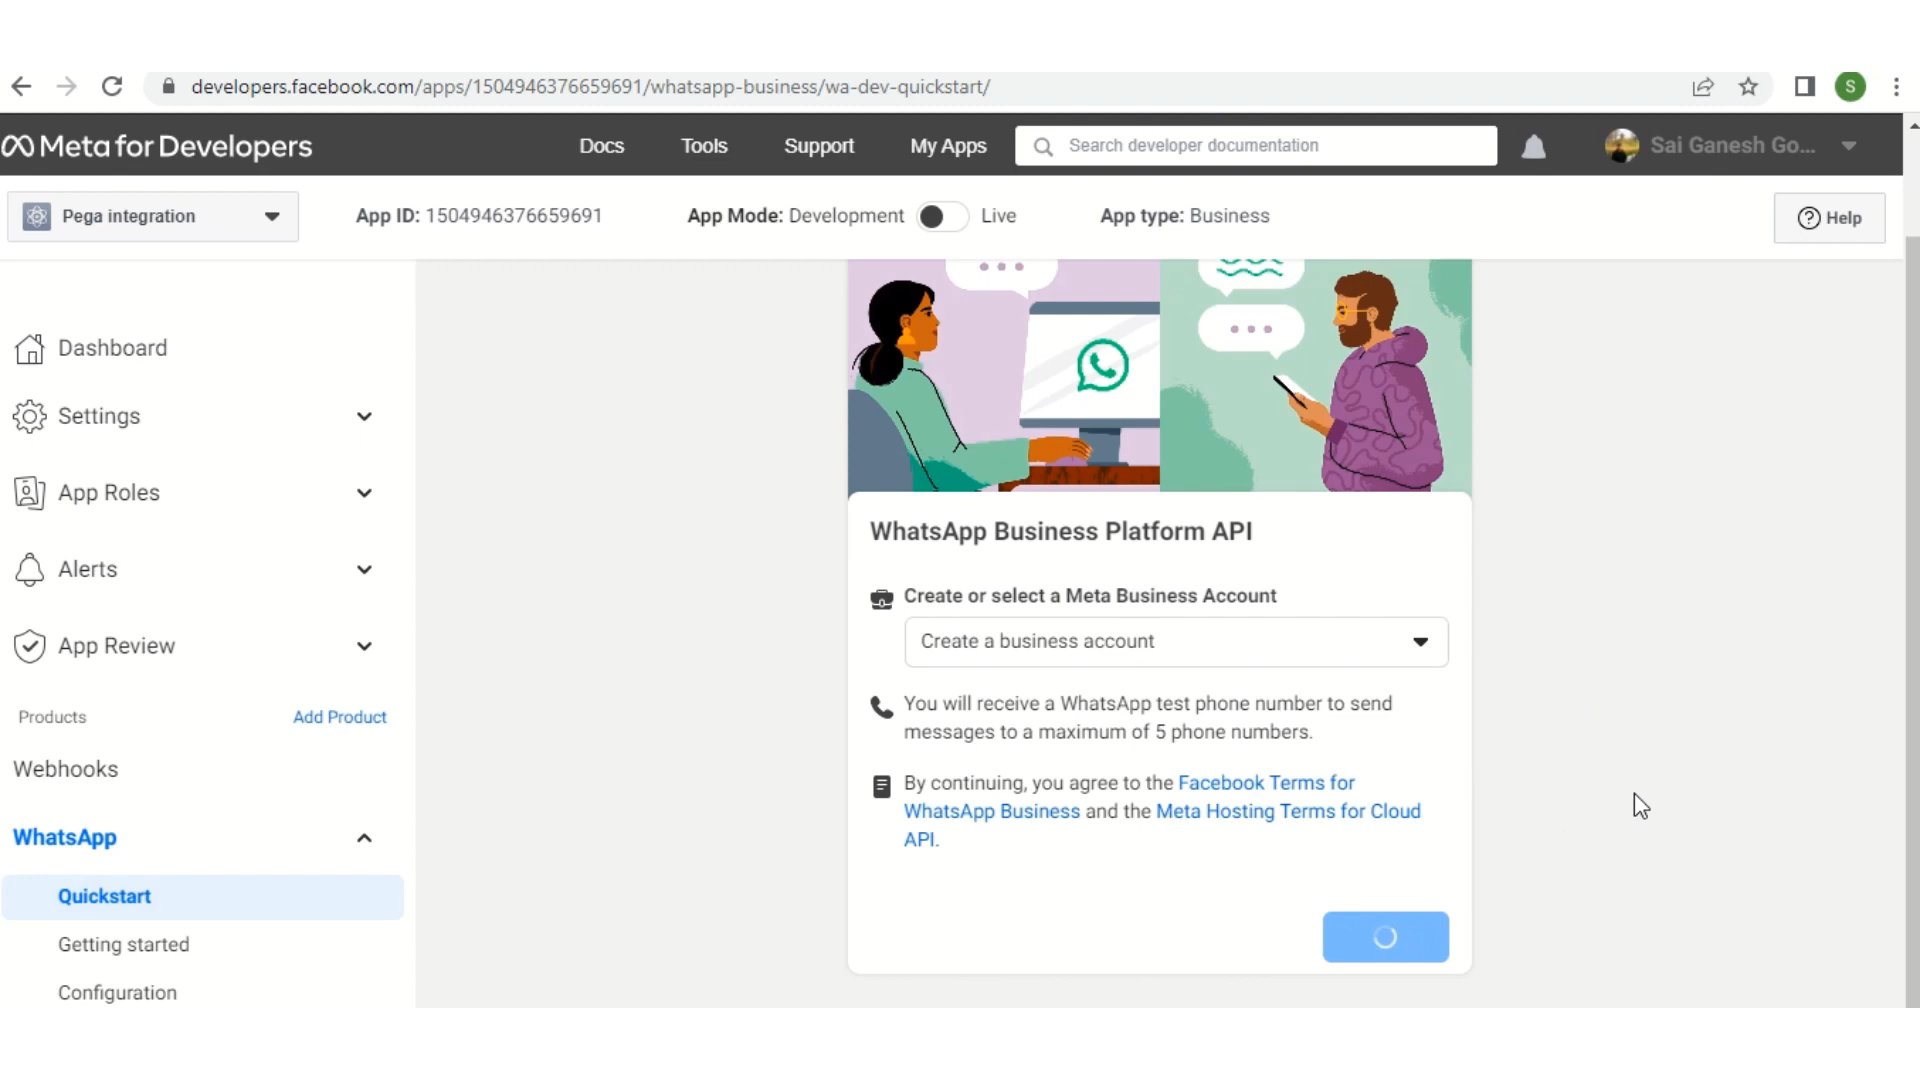 developers.facebook.com/apps/1504946376659691/whatsapp-business/wa-dev-quickstart/
S
Meta for Developers
Docs
Tools
Support
My Apps
Search developer documentation
Sai Ganesh Go...
Pega integration
App ID: 1504946376659691
App Mode: Development
Live
App type: Business
Help
Dashboard
Settings
App Roles
Alerts
App Review
Products
Add Product
Webhooks
WhatsApp
Quickstart
Getting started
Configuration
WhatsApp Business Platform API
Create or select a Meta Business Account
Create a business account
You will receive a WhatsApp test phone number to send
messages to a maximum of 5 phone numbers.
By continuing, you agree to the Facebook Terms for
WhatsApp Business and the Meta Hosting Terms for Cloud
API.